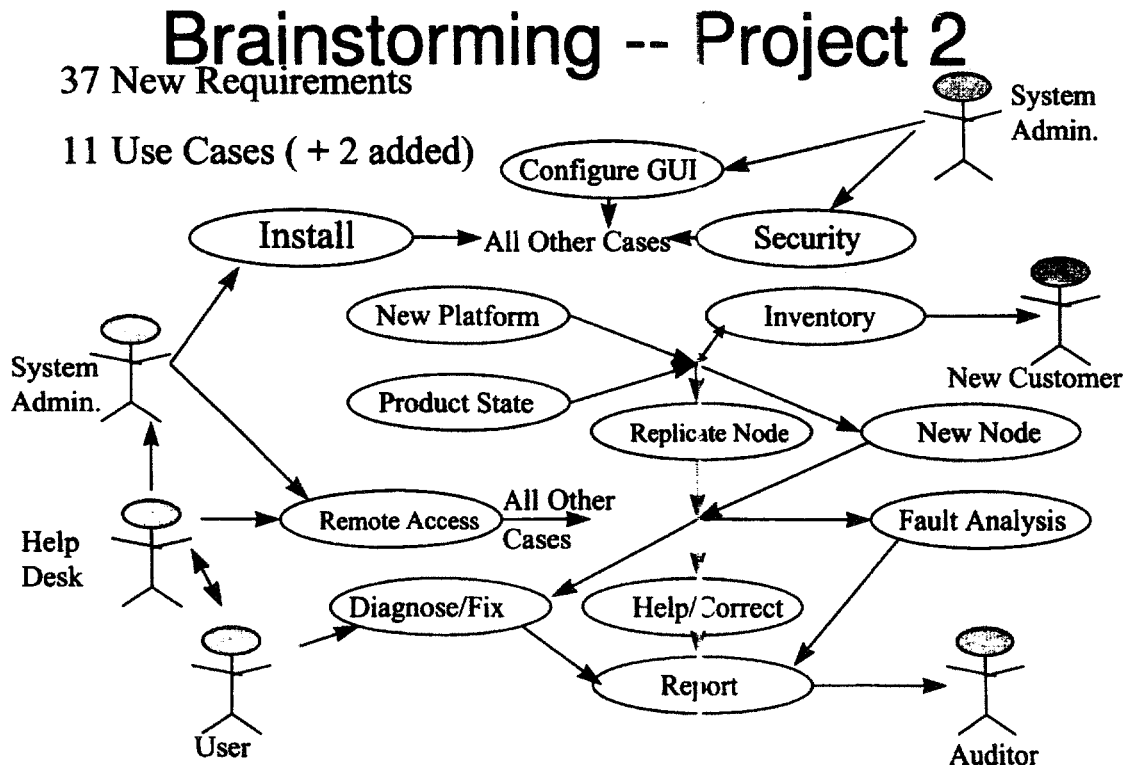 Brainstorming -- Project 2
37 New Requirements
System
Admin.
11 Use Cases ( + 2 added)
Configure GUI
Install
All Other Cases
Security
New Platform
Inventory
System
Admin.
New Customer
Product State
Replicate Node
New Node
Remote Access
All Other
Cases
Fault Analysis
Help
Desk
Diagnose/Fix
Help/Correct
Report
User
Auditor